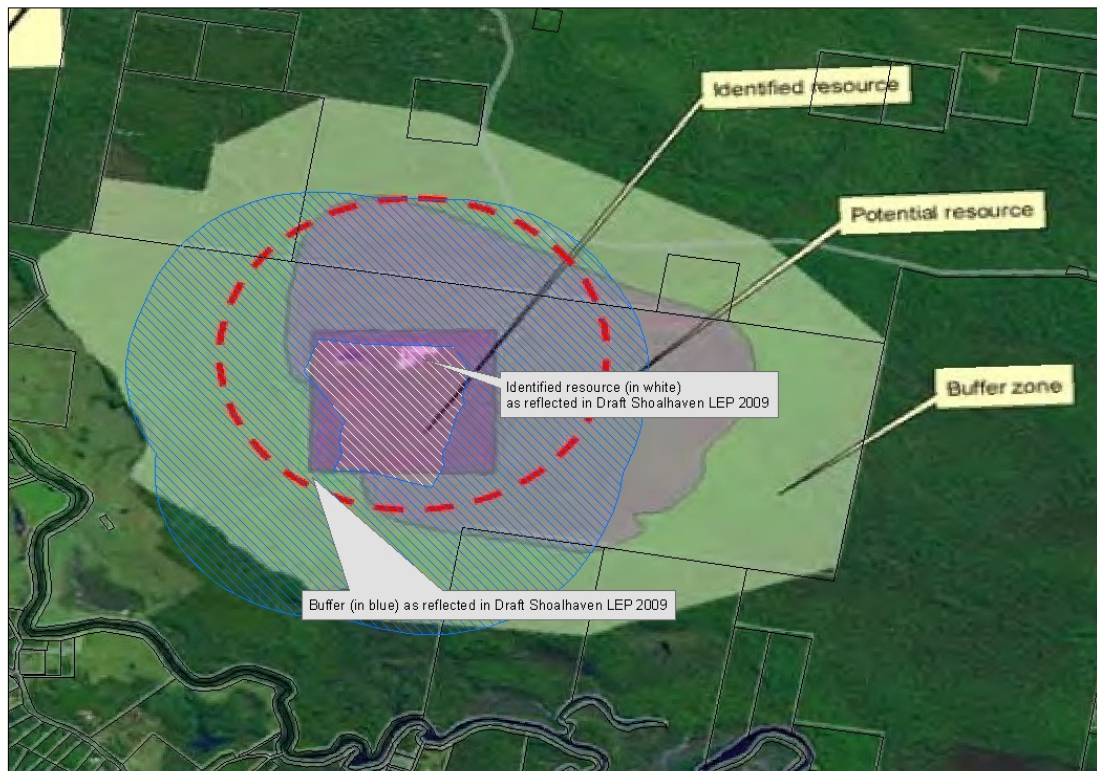 Identified resource
Potential resource
Identified resource (in white)
as reflected in Draft Shoalhaven LEP 2009
Buffer zone
Buffer (in blue) as reflected in Draft Shoalhaven LEP 2009